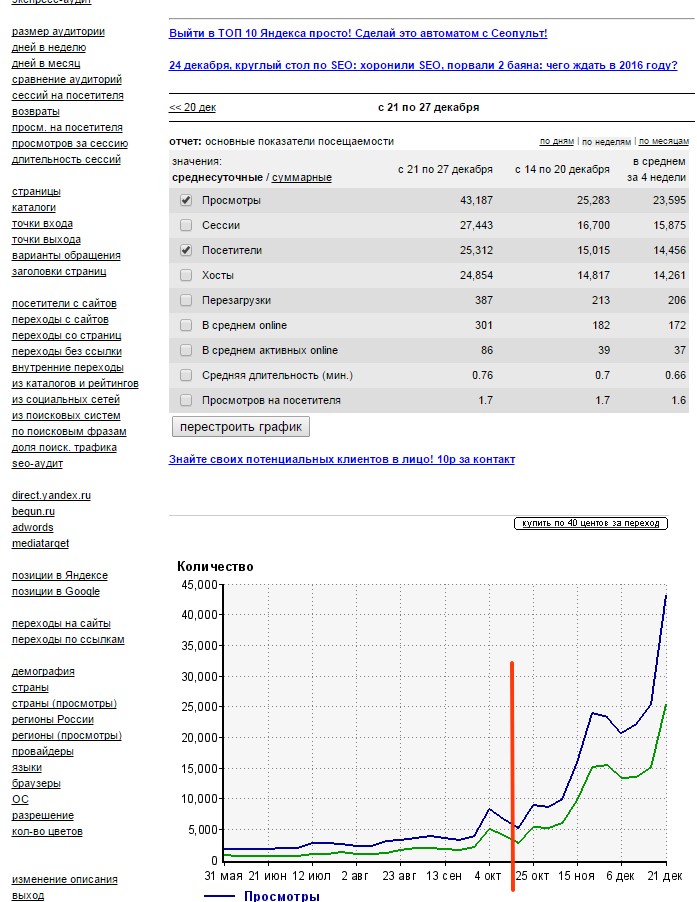 экспресс-аудит
размер аудитории
дней в неделю
дней в месяц
сравнение аудиторий
сессий на посетителя
возвраты
просм. на посетителя
просмотров за сессию
длительность сессий
страницы
каталоги
точки входа
точки выхода
варианты обращения
заголовки страниц
посетители с сайтов
переходы с сайтов
переходы со страниц
переходы без ссылки
внутренние переходы
из каталогов и рейтингов
из социальных сетей
из поисковых систем
по поисковым фразам
доля поиск. трафика
seo-аудит
direct.yandex.ru
begun.ru
adwords
mediatarget
позиции в Яндексе
позиции в Google
переходы на сайты
переходы по ссылкам
демография
страны
страны (просмотры)
регионы России
регионы (просмотры)
провайдеры
языки
браузеры
ОС
разрешение
кол-во цветов
изменение описания
выход
Выйти в ТОП 10 Яндекса просто! Сделай это автоматом с Сеопульт!
24 декабря, круглый стол по SEO: хоронили SEO, порвали 2 баяна: чего ждать в 2016 году?
<< 20 дек с 21 по 27 декабря
отчет: основные показатели посещаемости по дням | по неделям | по месяцам
значения:
среднесуточные / суммарные с 21 по 27 декабря с 14 по 20 декабря в среднем
за 4 недели
Просмотры 43,187 25,283 23,595
Сессии 27,443 16,700 15,875
Посетители 25,312 15,015 14,456
Хосты 24,854 14,817 14,261
Перезагрузки 387 213 206
В среднем online 301 182 172
В среднем активных online 86 39 37
Средняя длительность (мин.) 0.76 0.7 0.66
Просмотров на посетителя 1.7 1.7 1.6
перестроить график
Знайте своих потенциальных клиентов в лицо! 10р за контакт
купить по 40 центов за переход
Количество
45,000
40,000
35,000
30,000
25,000
20,000
15,000
10,000
5,000
0
31 мая 21 июн 12 июл 2 авг 23 авг 13 сен 4 окт 25 окт 15 ноя 6 дек 21 дек
Просмотры